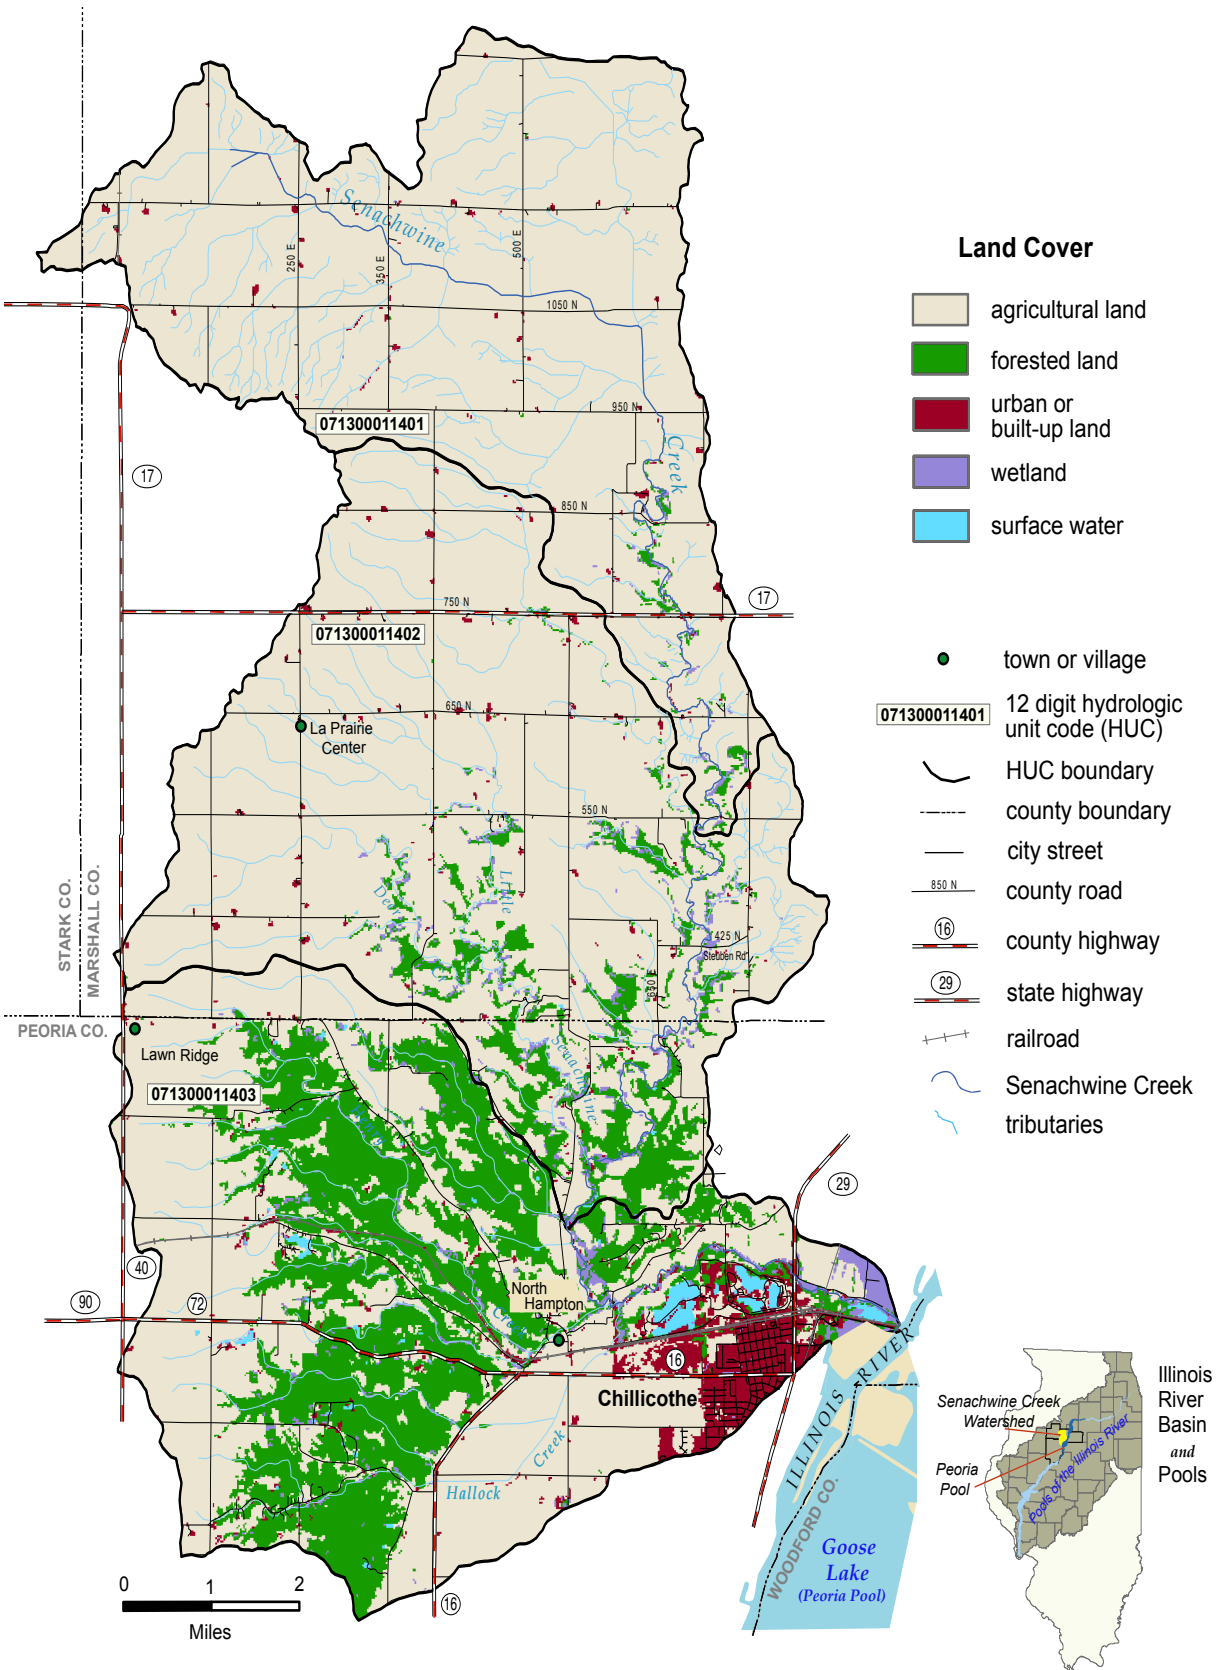 Senachwine
Creek
250 E
350 E
500 E
1050 N
950 N
071300011401
17
850 N
750 N
17
071300011402
650 N
La Prairie
Center
550 N
Deer
Little
STARK CO.
MARSHALL CO.
425 N
Steuben Rd
650 E
PEORIA CO.
Lawn Ridge
071300011403
Senachwine
Henry
Creek
29
40
90
72
North
Hampton
16
Chillicothe
ILLINOIS RIVER
Creek
Hallock
WOODFORD CO.
Goose
Lake
(Peoria Pool)
16
0 1 2
Miles
Land Cover
agricultural land
forested land
urban or
built-up land
wetland
surface water
town or village
071300011401
12 digit hydrologic
unit code (HUC)
HUC boundary
county boundary
city street
850 N
county road
16
county highway
29
state highway
railroad
Senachwine Creek
tributaries
Senachwine Creek
Watershed
Peoria
Pool
Pools of the Illinois River
Illinois
River
Basin
and
Pools